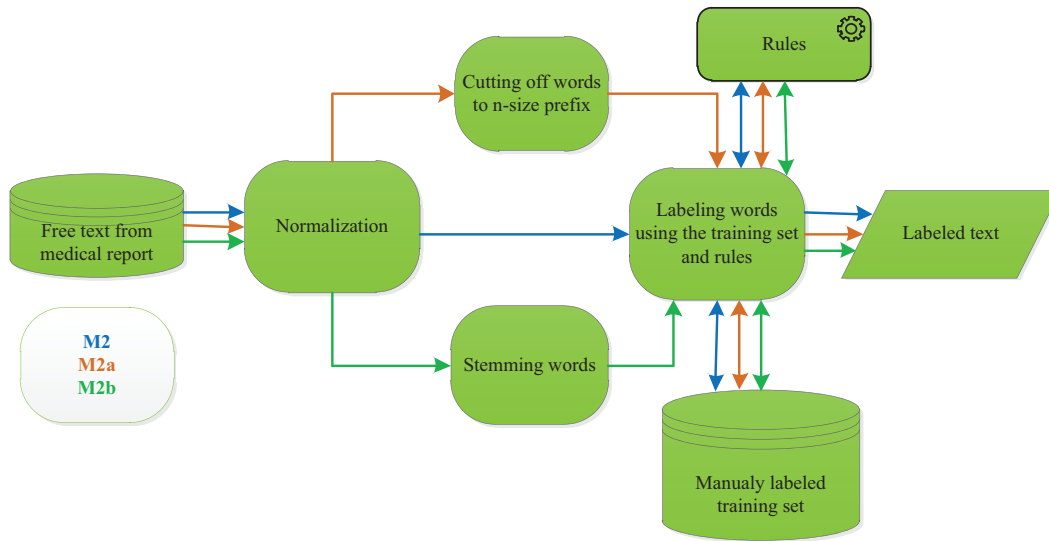 Rules
Cutting off words
to n-size prefix
Free text from
medical report
Normalization
Labeling words
using the training set
and rules
Labeled text
M2
M2a
M2b
Stemming words
Manualy labeled
training set